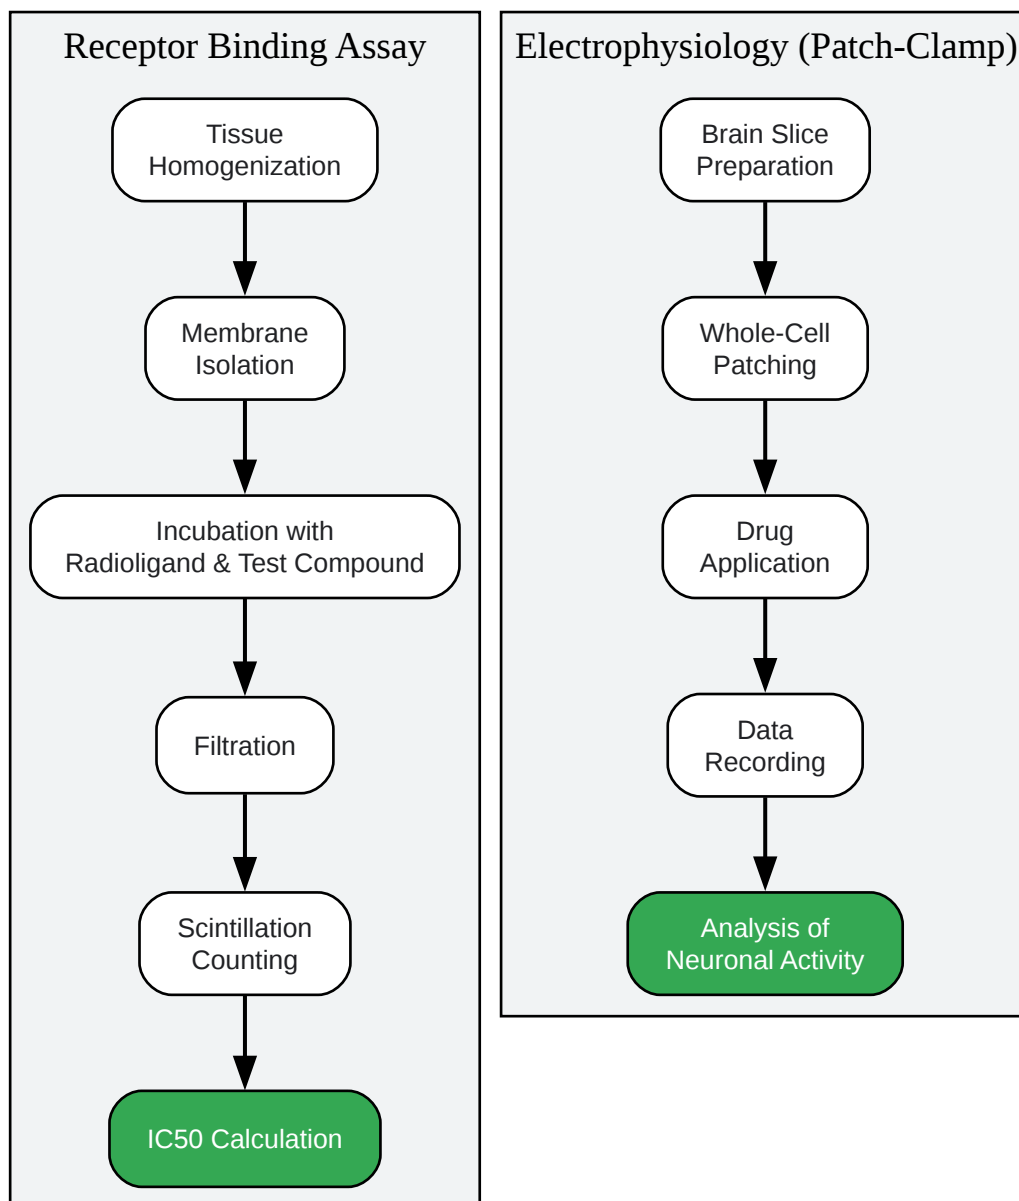 Receptor Binding Assay
Tissue
Homogenization
Membrane
Isolation
Incubation with
Radioligand & Test Compound
Filtration
Scintillation
Counting
IC50 Calculation
Electrophysiology (Patch-Clamp)
Brain Slice
Preparation
Whole-Cell
Patching
Drug
Application
Data
Recording
Analysis of
Neuronal Activity